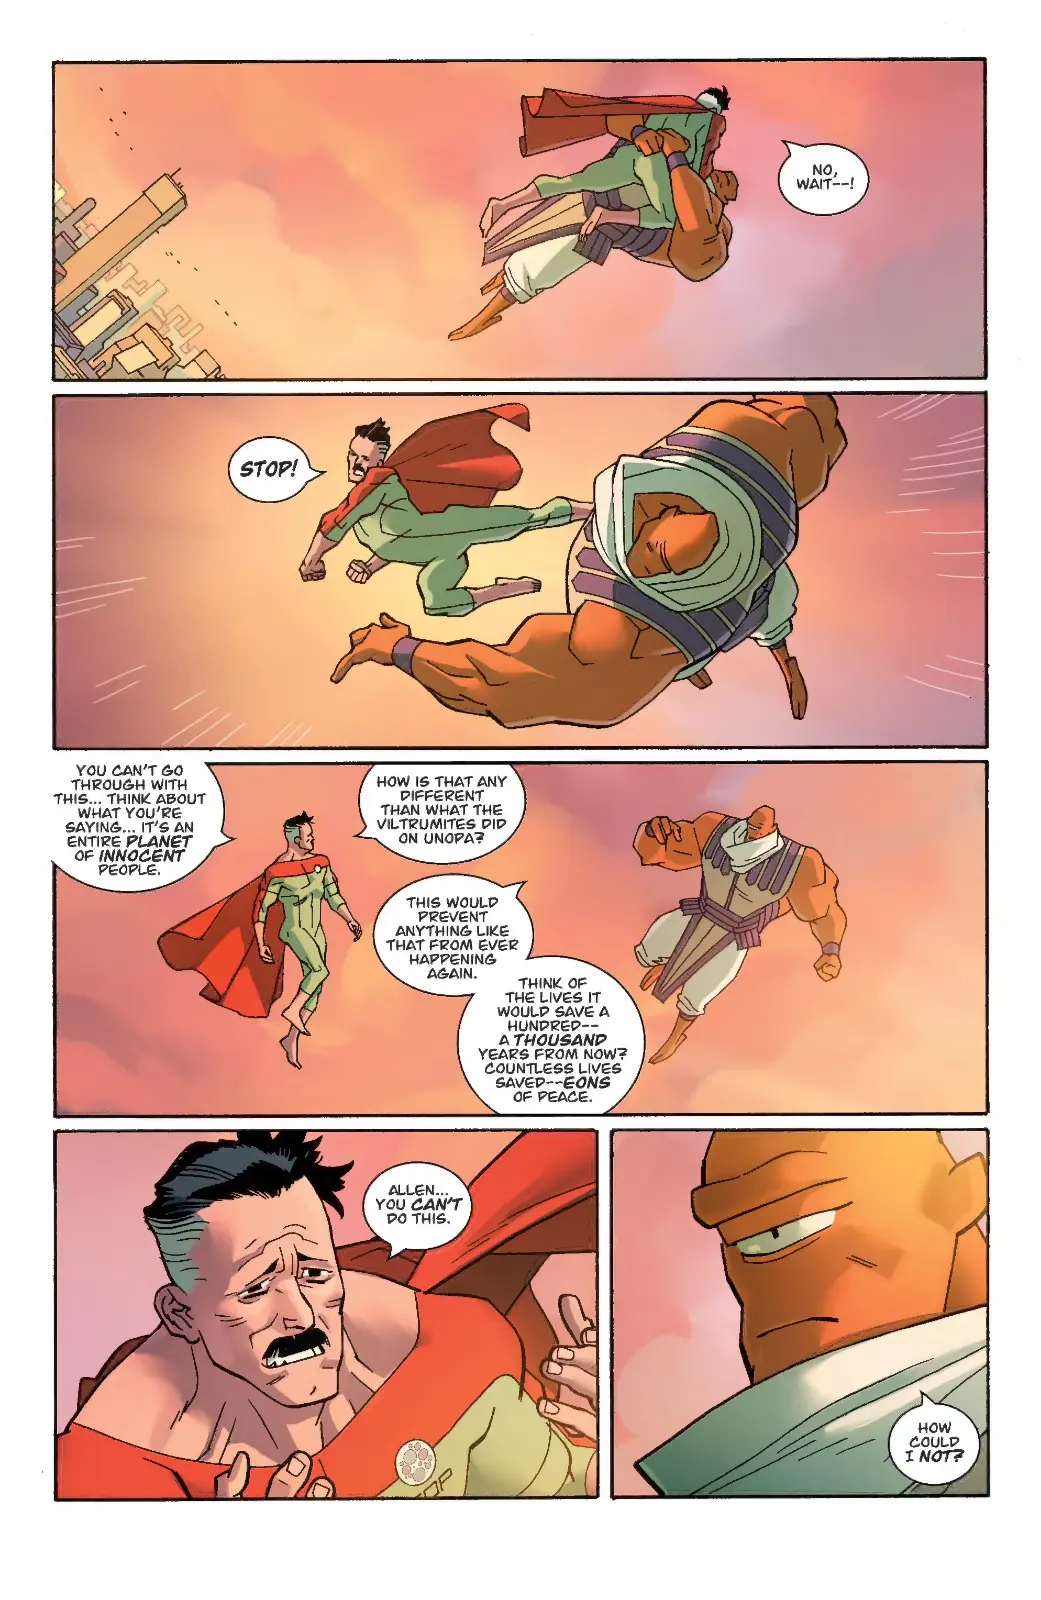 NO,
WAIT--!
STOP!
YOU CAN'T GO
THROUGH WITH
THIS... THINK ABOUT
WHAT YOU'RE
SAYING... IT'S AN
ENTIRE PLANET
OF INNOCENT
PEOPLE.
HOW IS THAT ANY
DIFFERENT
THAN WHAT THE
VILTRUMITES DID
ON UNOPA?
THIS WOULD
PREVENT
ANYTHING LIKE
THAT FROM EVER
HAPPENING
AGAIN.
THINK OF
THE LIVES IT
WOULD SAVE A
HUNDRED--
A THOUSAND
YEARS FROM NOW?
COUNTLESS LIVES
SAVED--EONS
OF PEACE.
ALLEN...
YOU CAN'T
DO THIS.
HOW
COULD
I NOT?